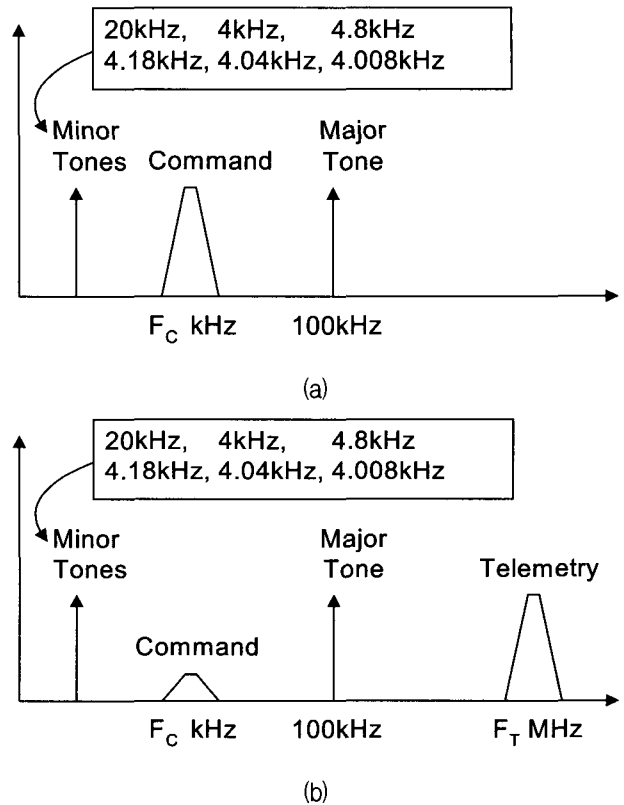 20kHz, 4kHz, 4.8kHz
4.18kHz, 4.04kHz, 4.008kHz
Minor
Tones
Command
Major
Tone
F_C kHz
100kHz
(a)
20kHz, 4kHz, 4.8kHz
4.18kHz, 4.04kHz, 4.008kHz
Minor
Tones
Command
Major
Tone
Telemetry
F_C kHz
100kHz
F_T MHz
(b)